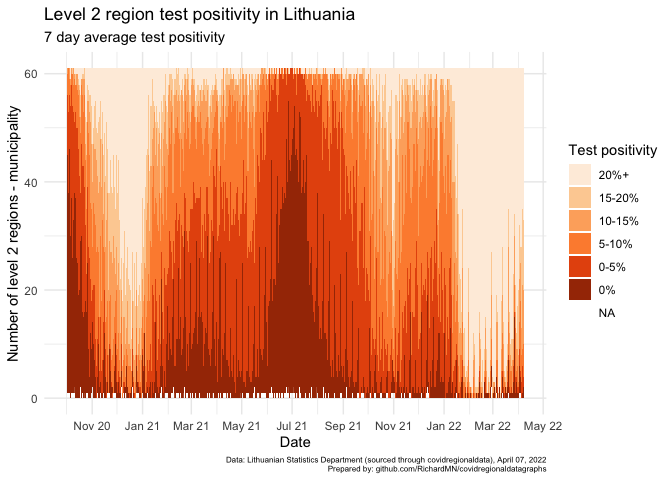 Level 2 region test positivity in Lithuania
7 day average test positivity
Number of level 2 regions - municipality
60
40
20
0
Nov 20 Jan 21 Mar 21 May 21 Jul 21 Sep 21 Nov 21 Jan 22 Mar 22 May 22
Date
Test positivity
20%+
15-20%
10-15%
5-10%
0-5%
0%
NA
Data: Lithuanian Statistics Department (sourced through covidregionaldata), April 07, 2022
Prepared by: github.com/RichardMN/covidregionaldatagraphs